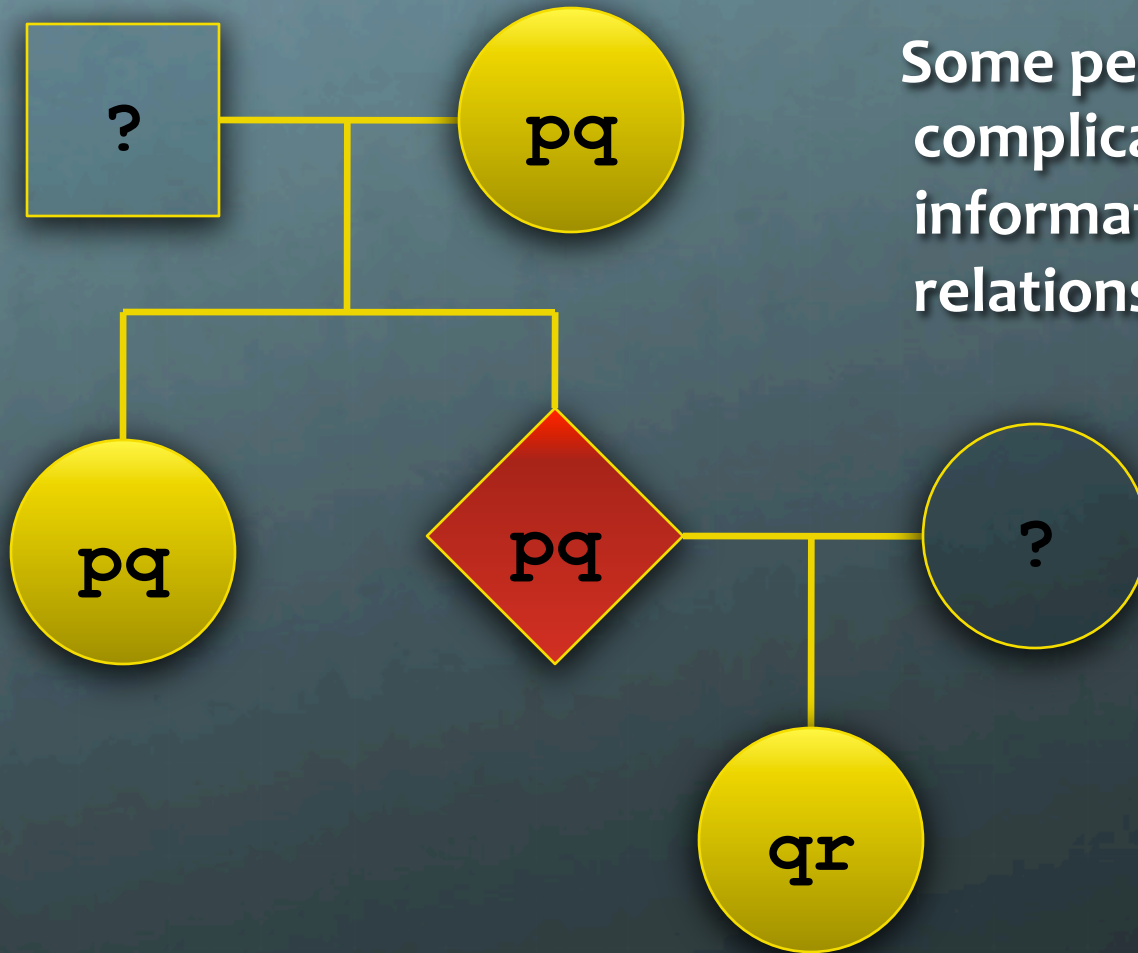 ? pq
Some pe
complica
informat
relations
pq pq ?
qr